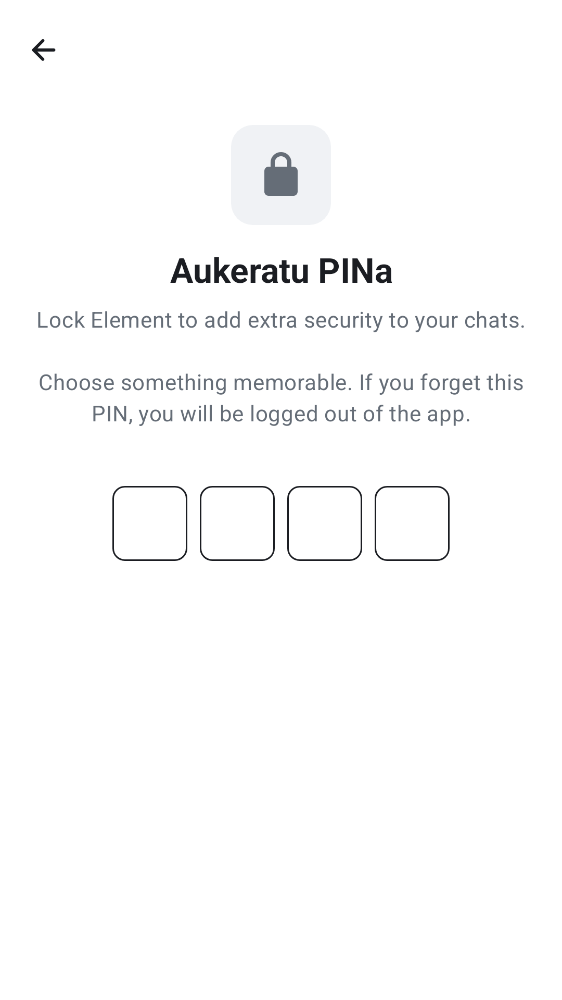 Aukeratu PINa
Lock Element to add extra security to your chats.
Choose something memorable. If you forget this
PIN, you will be logged out of the app.